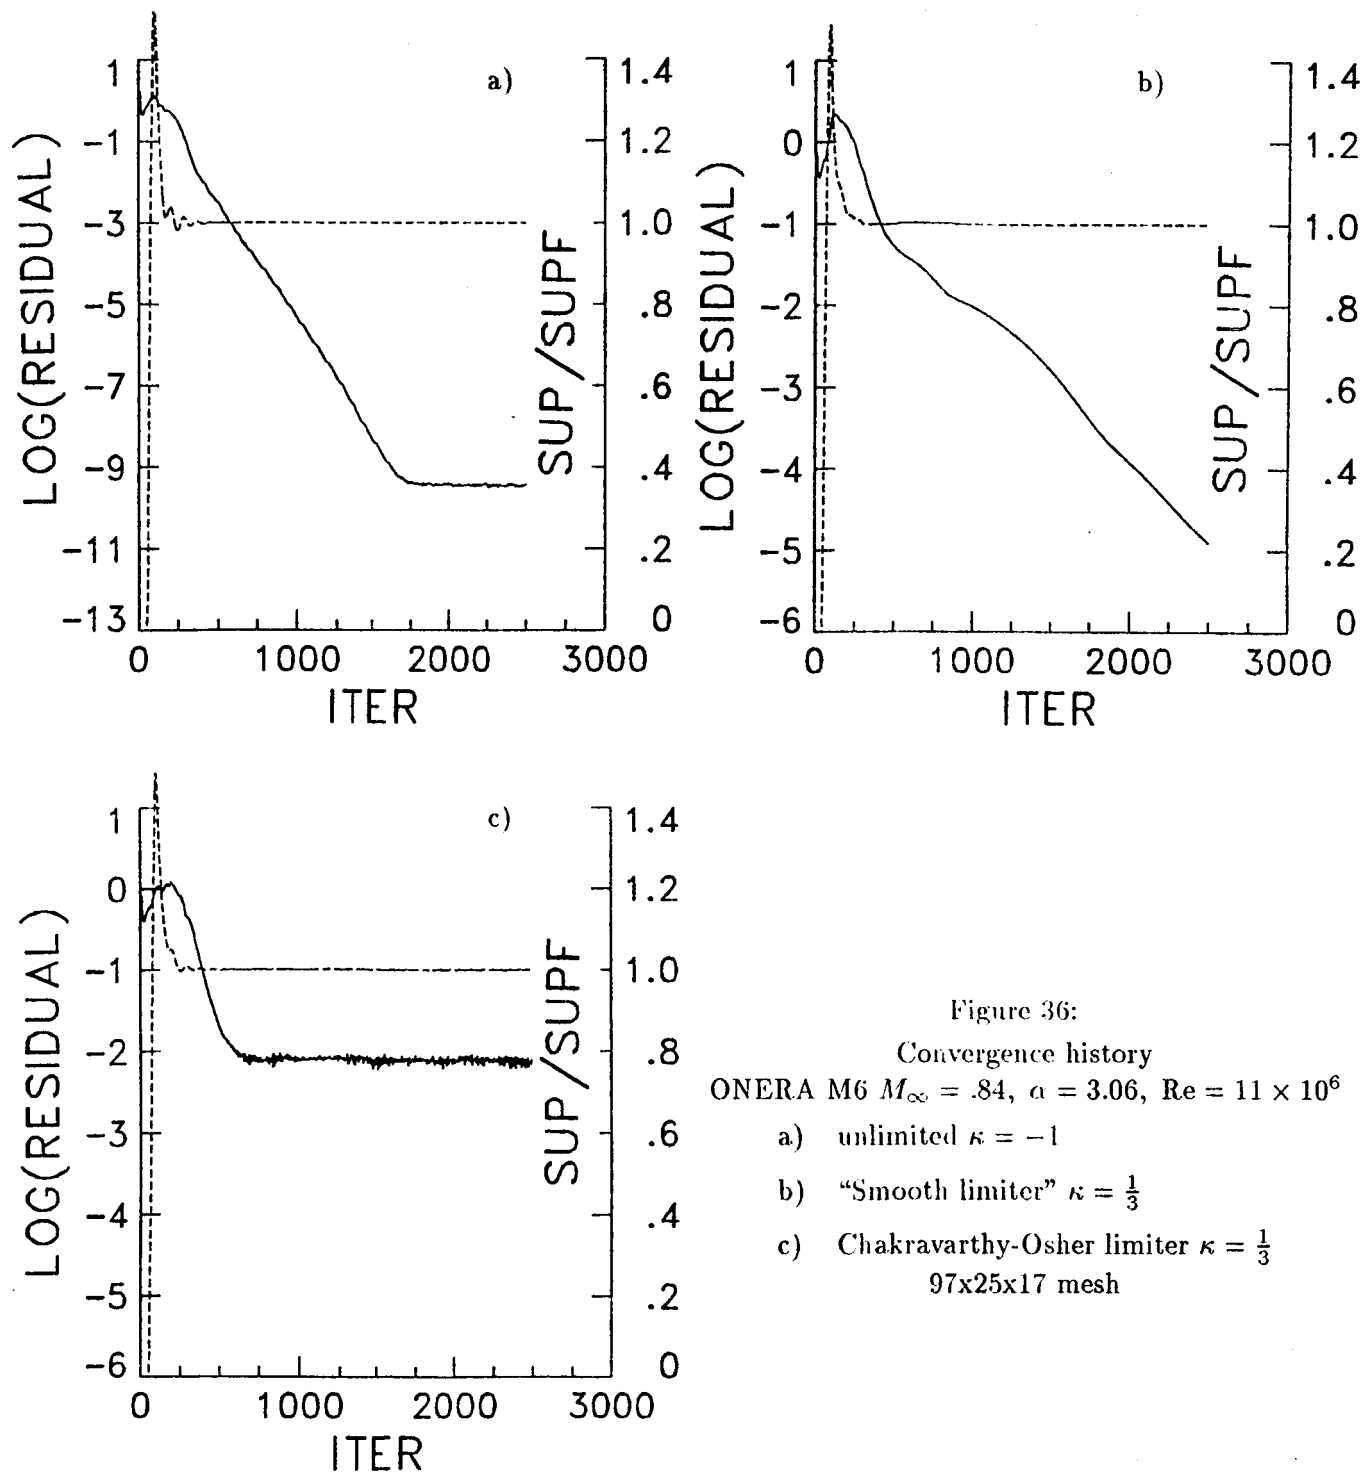 a)
1
-1
-3
-5
-7
-9
-11
-13
LOG(RESIDUAL)
1.4
1.2
1.0
.8
.6
.4
.2
0
SUP/SUPF
0 1000 2000 3000
ITER
b)
1
0
-1
-2
-3
-4
-5
-6
LOG(RESIDUAL)
1.4
1.2
1.0
.8
.6
.4
.2
0
SUP/SUPF
0 1000 2000 3000
ITER
c)
1
0
-1
-2
-3
-4
-5
-6
LOG(RESIDUAL)
1.4
1.2
1.0
.8
.6
.4
.2
0
SUP/SUPF
0 1000 2000 3000
ITER
Figure 36:
Convergence history
ONERA M6 M∞ = .84, α = 3.06, Re = 11 × 10⁶
a) unlimited κ = −1
b) “Smooth limiter” κ = 1/3
c) Chakravarthy-Osher limiter κ = 1/3
97x25x17 mesh